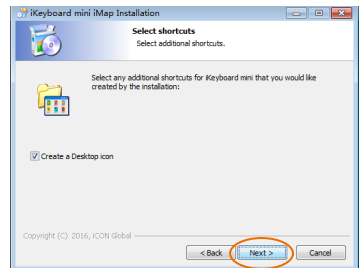 iKeyboard mini iMap Installation
Select shortcuts
Select additional shortcuts.
Select any additional shortcuts for iKeyboard mini that you would like
created by the installation:
Create a Desktop icon
Copyright (C) 2016, iCON Global
< Back
Next >
Cancel